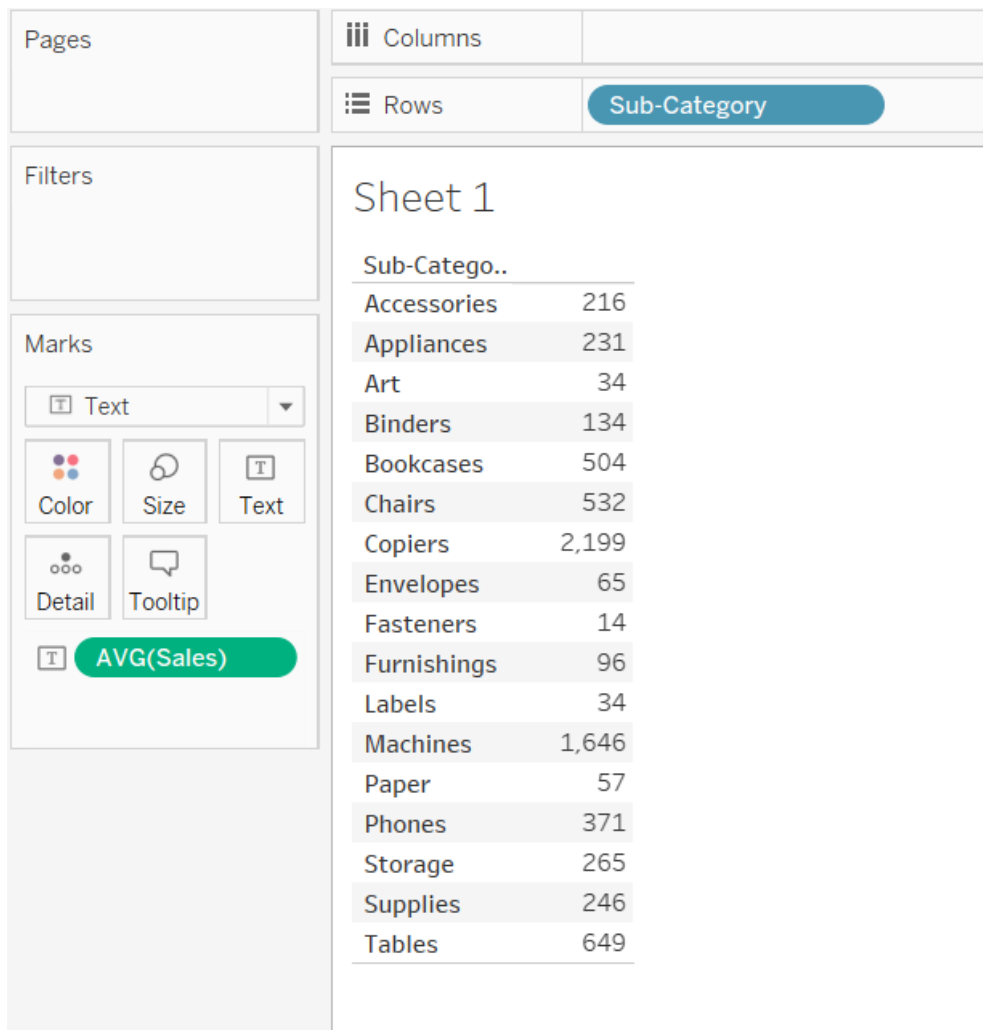 Pages
Columns
Rows
Sub-Category
Filters
Marks
T Text
Color
Size
T
Text
Detail
Tooltip
T AVG(Sales)
Sheet 1
Sub-Catego..
Accessories 216
Appliances 231
Art 34
Binders 134
Bookcases 504
Chairs 532
Copiers 2,199
Envelopes 65
Fasteners 14
Furnishings 96
Labels 34
Machines 1,646
Paper 57
Phones 371
Storage 265
Supplies 246
Tables 649